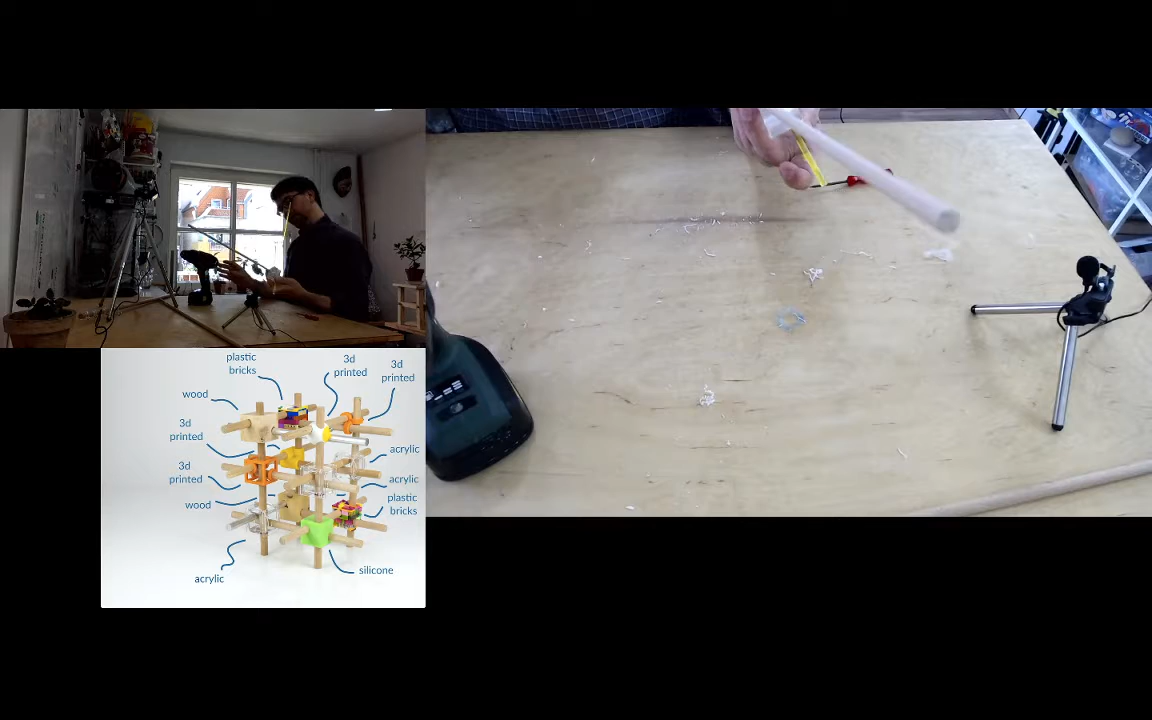 plastic
bricks
3d
printed
3d
printed
wood
3d
printed
acrylic
3d
printed
acrylic
wood
plastic
bricks
acrylic
silicone